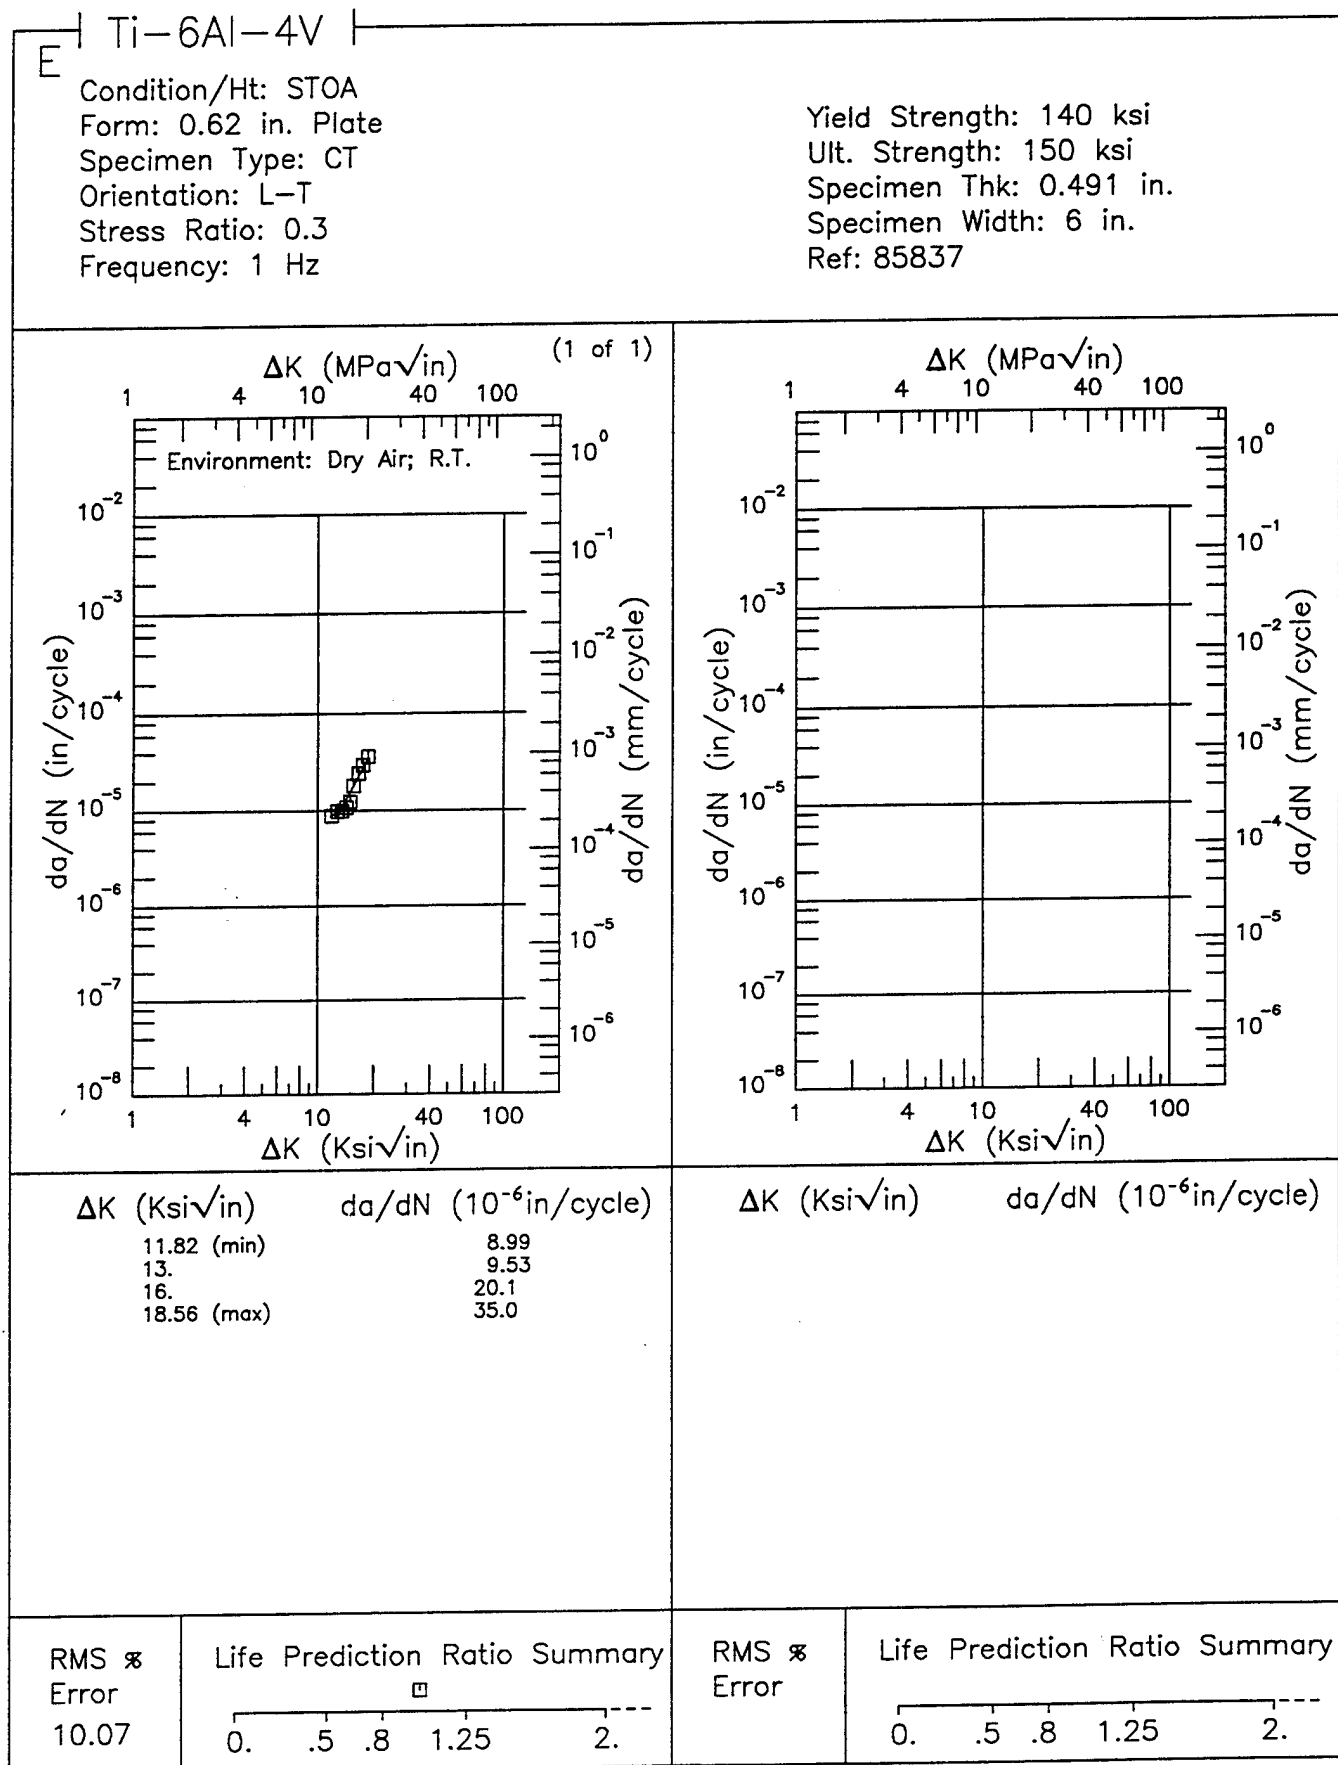 Ti-6Al-4V
E
Condition/Ht: STOA
Form: 0.62 in. Plate
Specimen Type: CT
Orientation: L-T
Stress Ratio: 0.3
Frequency: 1 Hz
Yield Strength: 140 ksi
Ult. Strength: 150 ksi
Specimen Thk: 0.491 in.
Specimen Width: 6 in.
Ref: 85837
(1 of 1)
ΔK (MPa√in)
1 4 10 40 100
Environment: Dry Air; R.T.
da/dN (in/cycle)
10⁻²
10⁻³
10⁻⁴
10⁻⁵
10⁻⁶
10⁻⁷
10⁻⁸
10⁰
10⁻¹
10⁻²
10⁻³
10⁻⁴
10⁻⁵
10⁻⁶
da/dN (mm/cycle)
1 4 10 40 100
ΔK (Ksi√in)
ΔK (MPa√in)
1 4 10 40 100
da/dN (in/cycle)
10⁻²
10⁻³
10⁻⁴
10⁻⁵
10⁻⁶
10⁻⁷
10⁻⁸
10⁰
10⁻¹
10⁻²
10⁻³
10⁻⁴
10⁻⁵
10⁻⁶
da/dN (mm/cycle)
1 4 10 40 100
ΔK (Ksi√in)
ΔK (Ksi√in) da/dN (10⁻⁶in/cycle)
11.82 (min) 8.99
13. 9.53
16. 20.1
18.56 (max) 35.0
ΔK (Ksi√in) da/dN (10⁻⁶in/cycle)
RMS %
Error
10.07
Life Prediction Ratio Summary
0. .5 .8 1.25 2.
RMS %
Error
Life Prediction Ratio Summary
0. .5 .8 1.25 2.